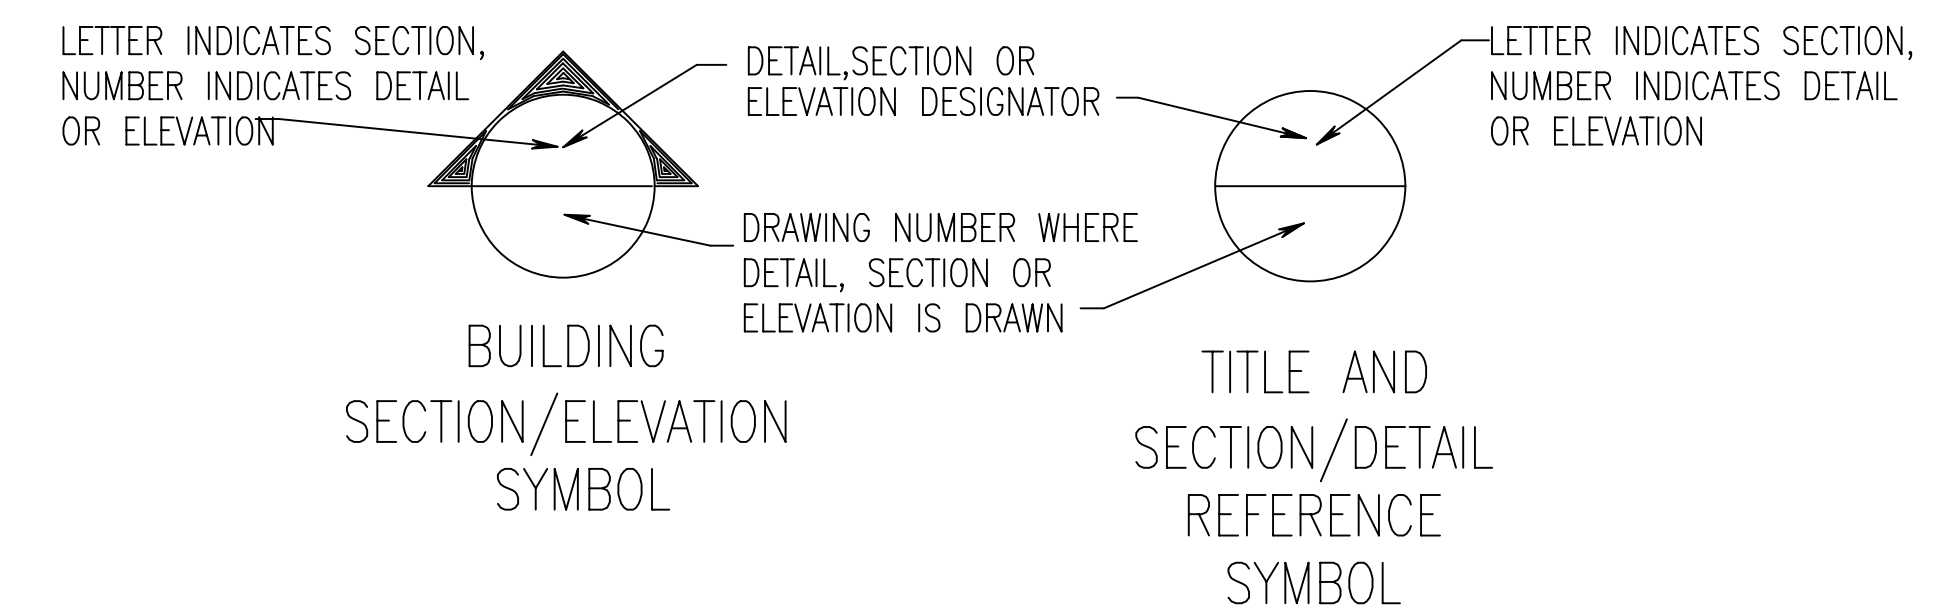 LETTER INDICATES SECTION,
NUMBER INDICATES DETAIL
OR ELEVATION
DETAIL,SECTION OR
ELEVATION DESIGNATOR
LETTER INDICATES SECTION,
NUMBER INDICATES DETAIL
OR ELEVATION
DRAWING NUMBER WHERE
DETAIL, SECTION OR
ELEVATION IS DRAWN
BUILDING
SECTION/ELEVATION
SYMBOL
TITLE AND
SECTION/DETAIL
REFERENCE
SYMBOL